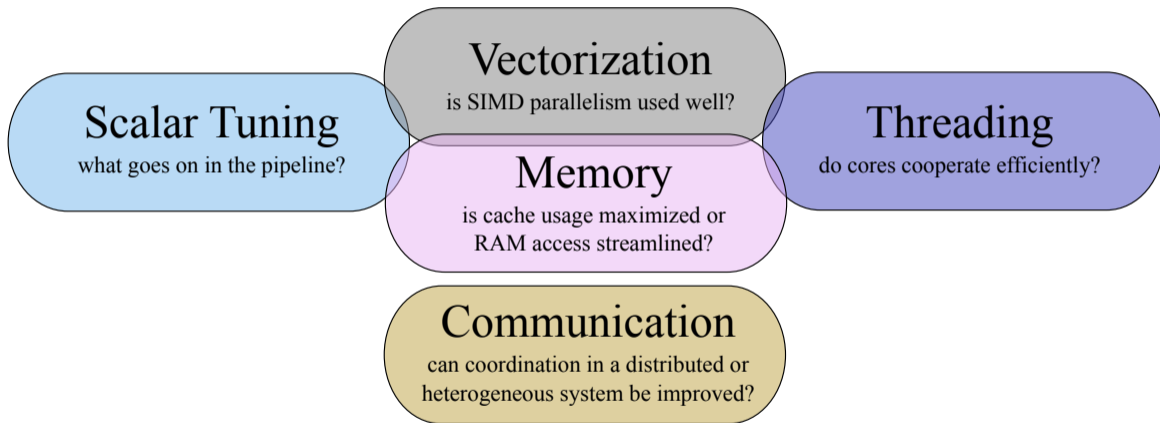 Vectorization
is SIMD parallelism used well?
Scalar Tuning
what goes on in the pipeline?
Threading
do cores cooperate efficiently?
Memory
is cache usage maximized or
RAM access streamlined?
Communication
can coordination in a distributed or
heterogeneous system be improved?